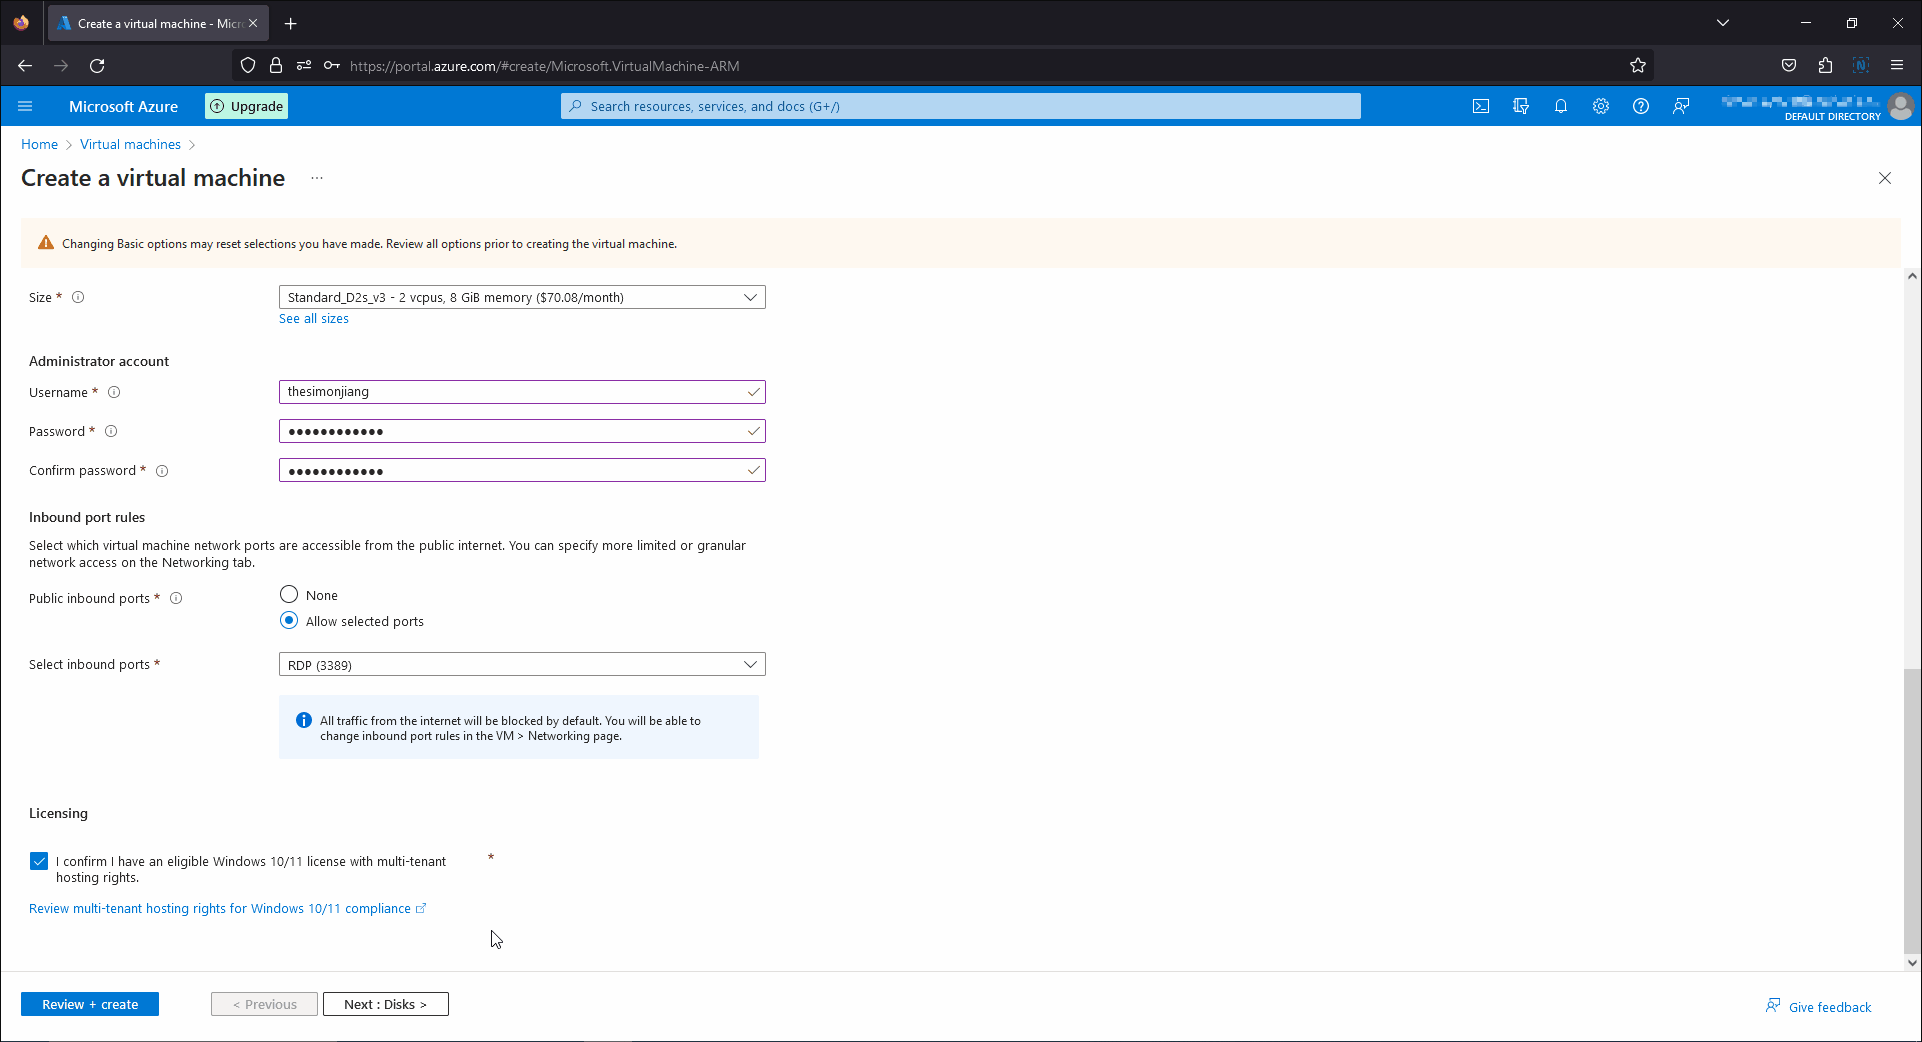 Create a virtual machine - Micr
https://portal.azure.com/#create/Microsoft.VirtualMachine-ARM
Microsoft Azure
Upgrade
Search resources, services, and docs (G+/)
DEFAULT DIRECTORY
Home > Virtual machines >
Create a virtual machine ...
Changing Basic options may reset selections you have made. Review all options prior to creating the virtual machine.
Size *
Standard_D2s_v3 - 2 vcpus, 8 GiB memory ($70.08/month)
See all sizes
Administrator account
Username *
thesimonjiang
Password *
●●●●●●●●●●●●
Confirm password *
●●●●●●●●●●●●
Inbound port rules
Select which virtual machine network ports are accessible from the public internet. You can specify more limited or granular
network access on the Networking tab.
Public inbound ports *
None
Allow selected ports
Select inbound ports *
RDP (3389)
All traffic from the internet will be blocked by default. You will be able to
change inbound port rules in the VM > Networking page.
Licensing
I confirm I have an eligible Windows 10/11 license with multi-tenant *
hosting rights.
Review multi-tenant hosting rights for Windows 10/11 compliance
Review + create
< Previous
Next : Disks >
Give feedback